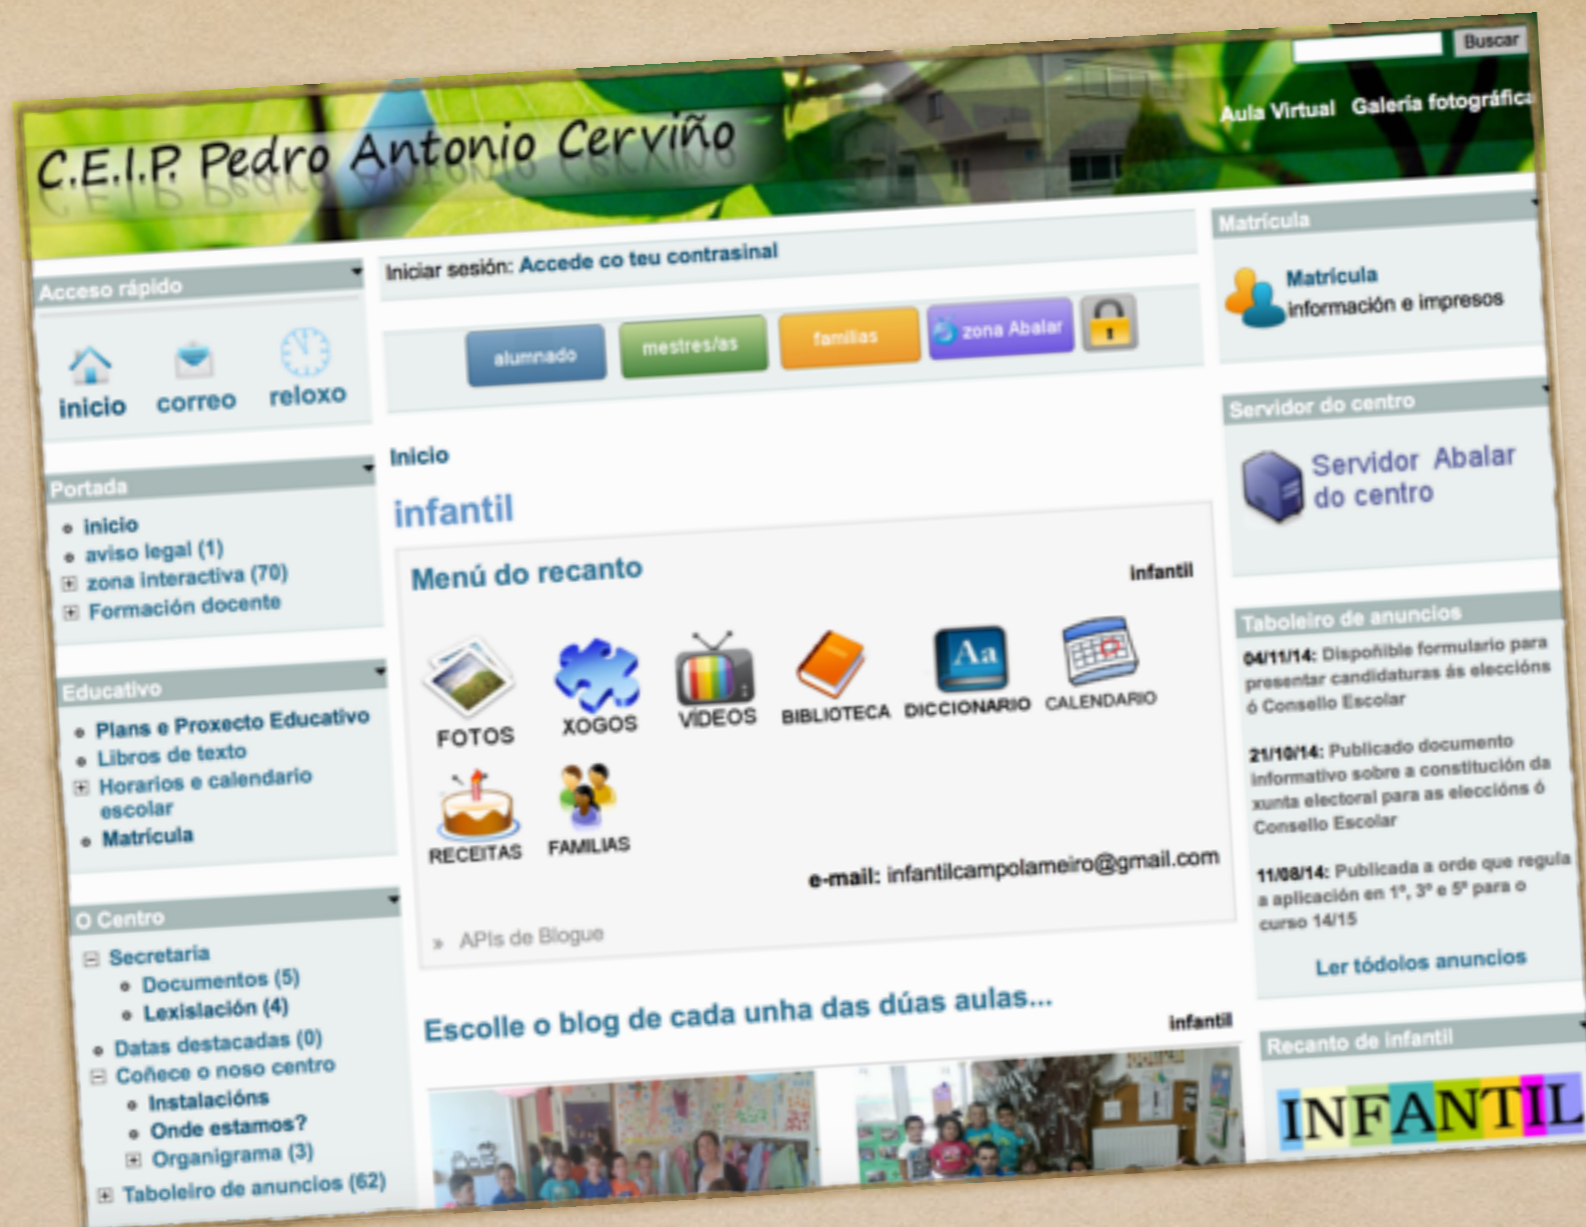 Buscar
Aula Virtual Galería fotográfica
C.E.I.P. Pedro Antonio Cerviño
Acceso rápido
inicio correo reloxo
Portada
inicio
aviso legal (1)
zona interactiva (70)
Formación docente
Educativo
Plans e Proxecto Educativo
Libros de texto
Horarios e calendario
escolar
Matrícula
O Centro
Secretaria
Documentos (5)
Lexislación (4)
Datas destacadas (0)
Coñece o noso centro
Instalacións
Onde estamos?
Organigrama (3)
Taboleiro de anuncios (62)
Iniciar sesión: Accede co teu contrasinal
alumnado mestres/as familias zona Abalar
Inicio
infantil
Menú do recanto
infantil
FOTOS XOGOS VÍDEOS BIBLIOTECA DICCIONARIO CALENDARIO
RECEITAS FAMILIAS
e-mail: infantilcampolameiro@gmail.com
» APIs de Blogue
Escolle o blog de cada unha das dúas aulas...
infantil
Matrícula
Matrícula
información e impresos
Servidor do centro
Servidor Abalar
do centro
Taboleiro de anuncios
04/11/14: Dispoñible formulario para
presentar candidaturas ás eleccións
ó Consello Escolar
21/10/14: Publicado documento
informativo sobre a constitución da
xunta electoral para as eleccións ó
Consello Escolar
11/08/14: Publicada a orde que regula
a aplicación en 1º, 3º e 5º para o
curso 14/15
Ler tódolos anuncios
Recanto de infantil
INFANTIL